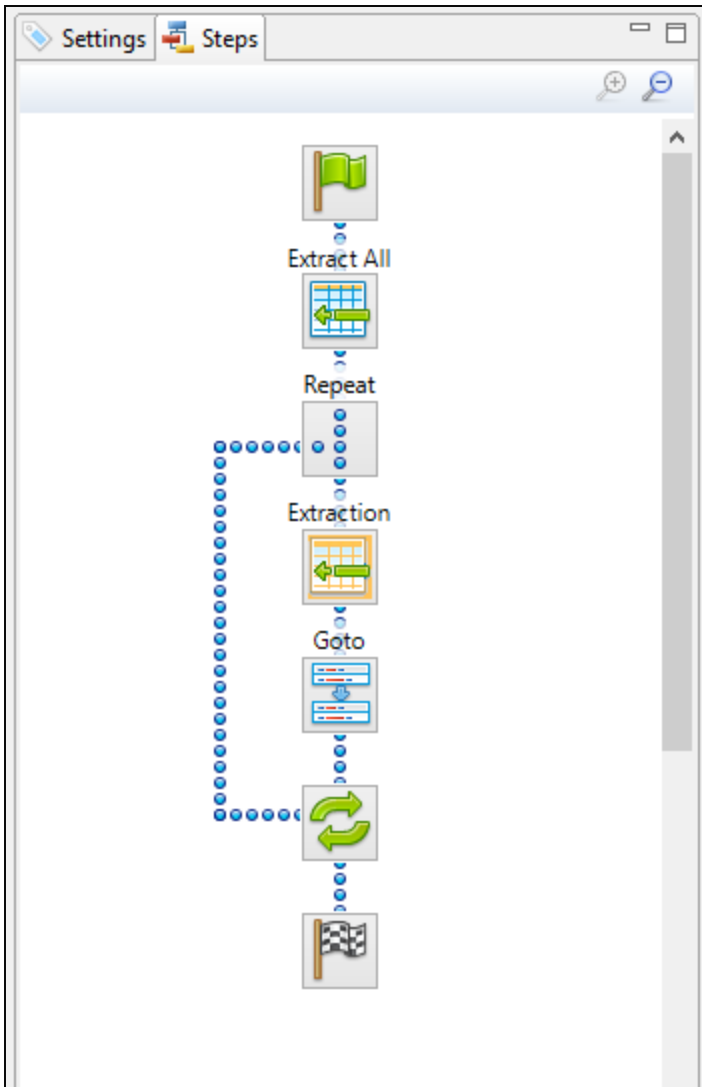 Settings Steps
Extract All
Repeat
Extraction
Goto